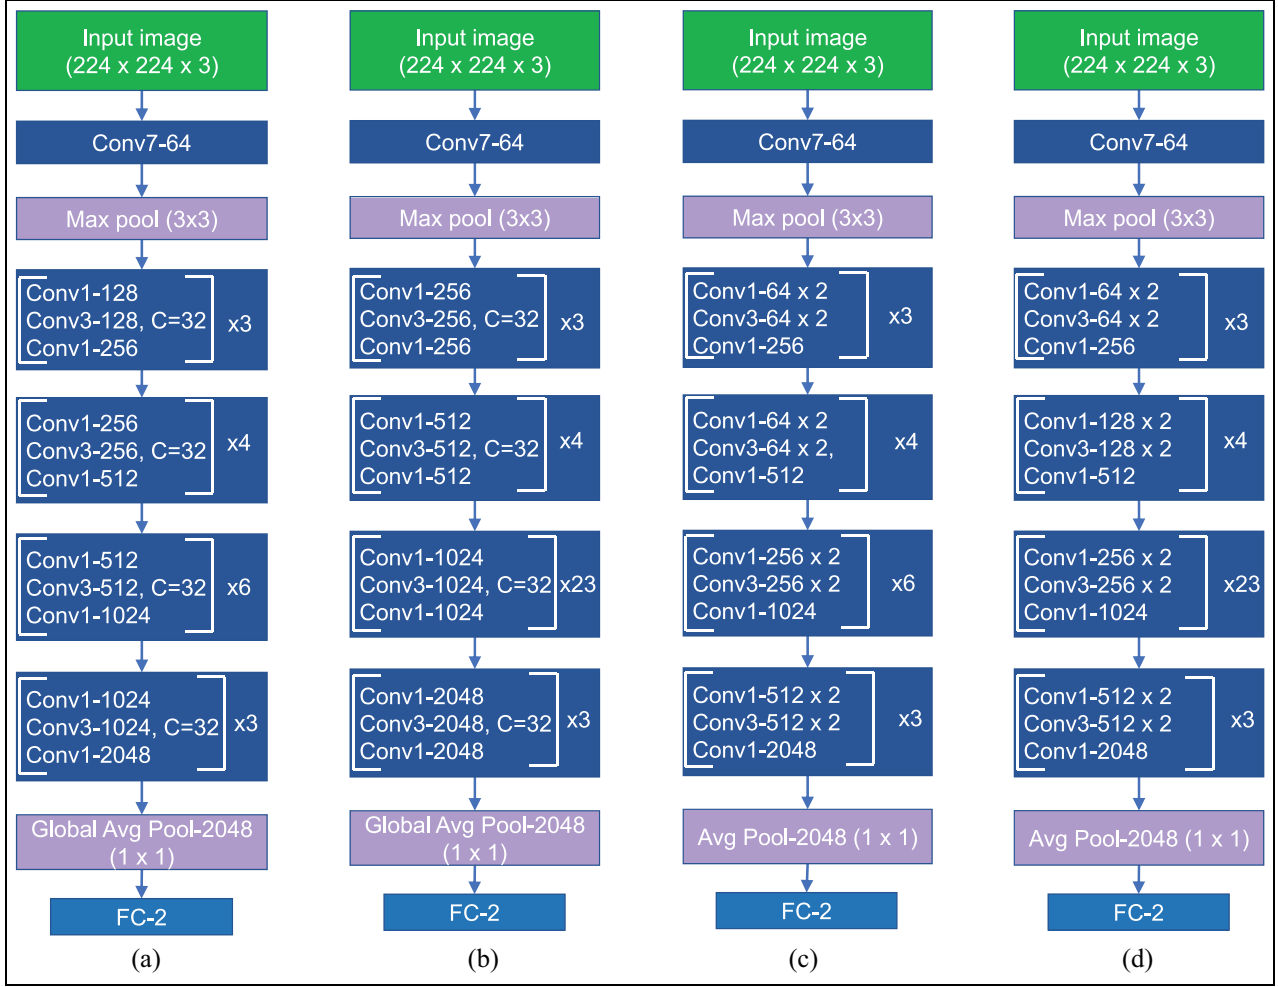 Input image
(224 x 224 x 3)
Conv7-64
Max pool (3x3)
Conv1-128
Conv3-128, C=32
Conv1-256
x3
Conv1-256
Conv3-256, C=32
Conv1-512
x4
Conv1-512
Conv3-512, C=32
Conv1-1024
x6
Conv1-1024
Conv3-1024, C=32
Conv1-2048
x3
Global Avg Pool-2048
(1 x 1)
FC-2
(a)
Input image
(224 x 224 x 3)
Conv7-64
Max pool (3x3)
Conv1-256
Conv3-256, C=32
Conv1-256
x3
Conv1-512
Conv3-512, C=32
Conv1-512
x4
Conv1-1024
Conv3-1024, C=32
Conv1-1024
x23
Conv1-2048
Conv3-2048, C=32
Conv1-2048
x3
Global Avg Pool-2048
(1 x 1)
FC-2
(b)
Input image
(224 x 224 x 3)
Conv7-64
Max pool (3x3)
Conv1-64 x 2
Conv3-64 x 2
Conv1-256
x3
Conv1-64 x 2
Conv3-64 x 2,
Conv1-512
x4
Conv1-256 x 2
Conv3-256 x 2
Conv1-1024
x6
Conv1-512 x 2
Conv3-512 x 2
Conv1-2048
x3
Avg Pool-2048 (1 x 1)
FC-2
(c)
Input image
(224 x 224 x 3)
Conv7-64
Max pool (3x3)
Conv1-64 x 2
Conv3-64 x 2
Conv1-256
x3
Conv1-128 x 2
Conv3-128 x 2
Conv1-512
x4
Conv1-256 x 2
Conv3-256 x 2
Conv1-1024
x23
Conv1-512 x 2
Conv3-512 x 2
Conv1-2048
x3
Avg Pool-2048 (1 x 1)
FC-2
(d)